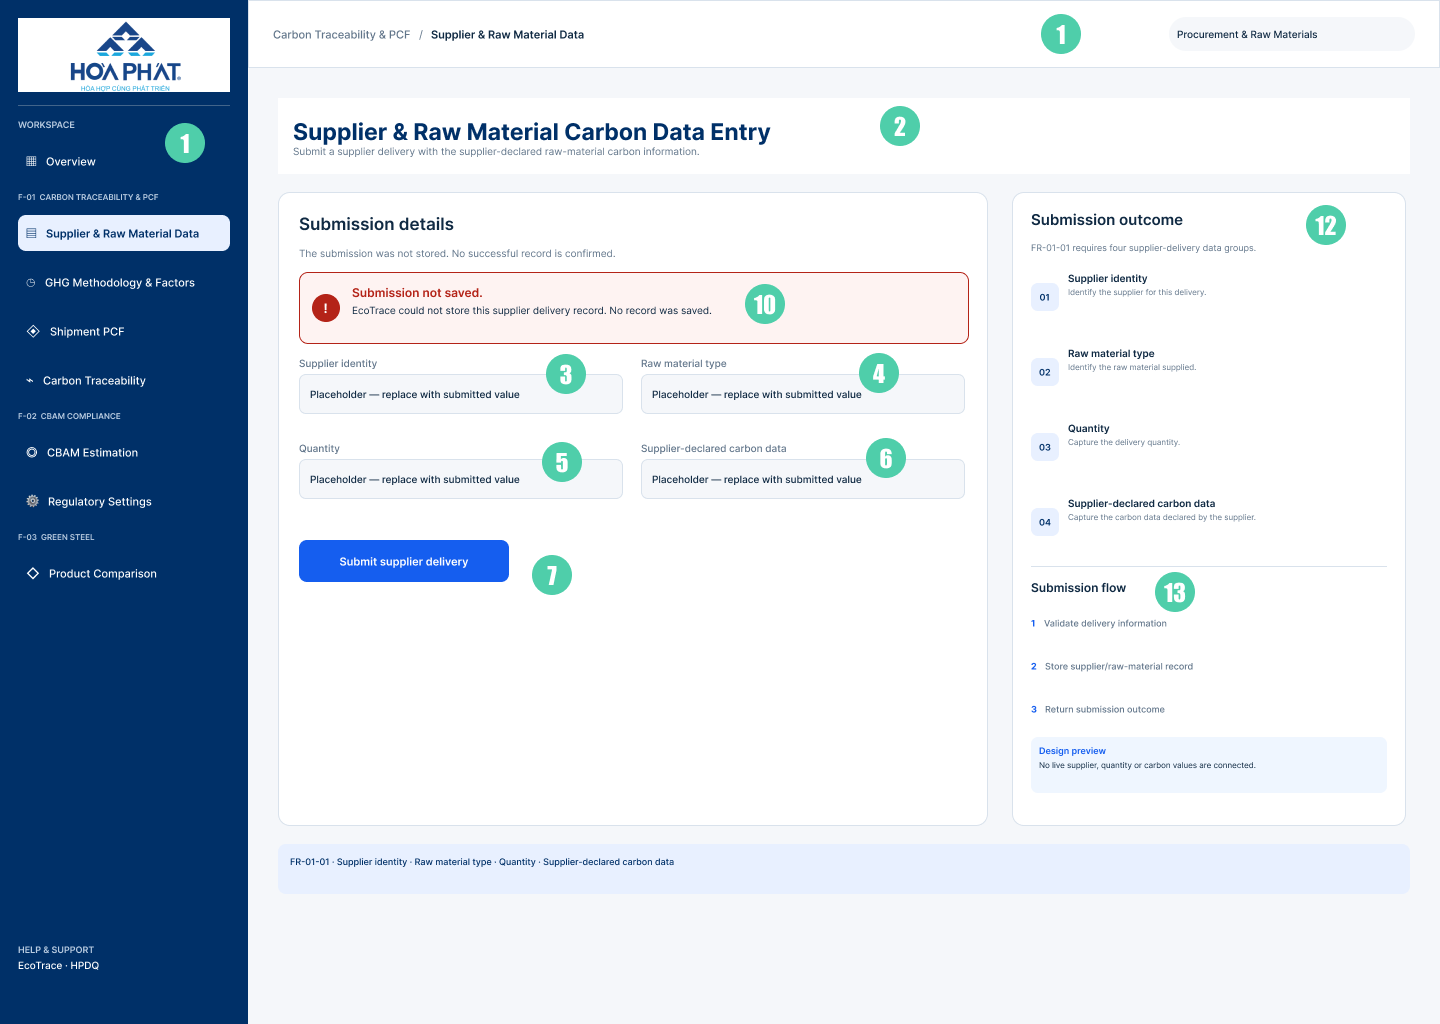 HÒA PHÁT
HÒA HỢP CÙNG PHÁT TRIỂN
WORKSPACE
1
Overview
F-01 CARBON TRACEABILITY & PCF
Supplier & Raw Material Data
GHG Methodology & Factors
Shipment PCF
Carbon Traceability
F-02 CBAM COMPLIANCE
CBAM Estimation
Regulatory Settings
F-03 GREEN STEEL
Product Comparison
HELP & SUPPORT
EcoTrace · HPDQ
Carbon Traceability & PCF / Supplier & Raw Material Data
1
Procurement & Raw Materials
Supplier & Raw Material Carbon Data Entry
2
Submit a supplier delivery with the supplier-declared raw-material carbon information.
Submission details
The submission was not stored. No successful record is confirmed.
!
Submission not saved.
EcoTrace could not store this supplier delivery record. No record was saved.
10
Supplier identity
3
Placeholder — replace with submitted value
Raw material type
4
Placeholder — replace with submitted value
Quantity
5
Placeholder — replace with submitted value
Supplier-declared carbon data
6
Placeholder — replace with submitted value
Submit supplier delivery
7
Submission outcome
12
FR-01-01 requires four supplier-delivery data groups.
01
Supplier identity
Identify the supplier for this delivery.
02
Raw material type
Identify the raw material supplied.
03
Quantity
Capture the delivery quantity.
04
Supplier-declared carbon data
Capture the carbon data declared by the supplier.
Submission flow
13
1 Validate delivery information
2 Store supplier/raw-material record
3 Return submission outcome
Design preview
No live supplier, quantity or carbon values are connected.
FR-01-01 · Supplier identity · Raw material type · Quantity · Supplier-declared carbon data